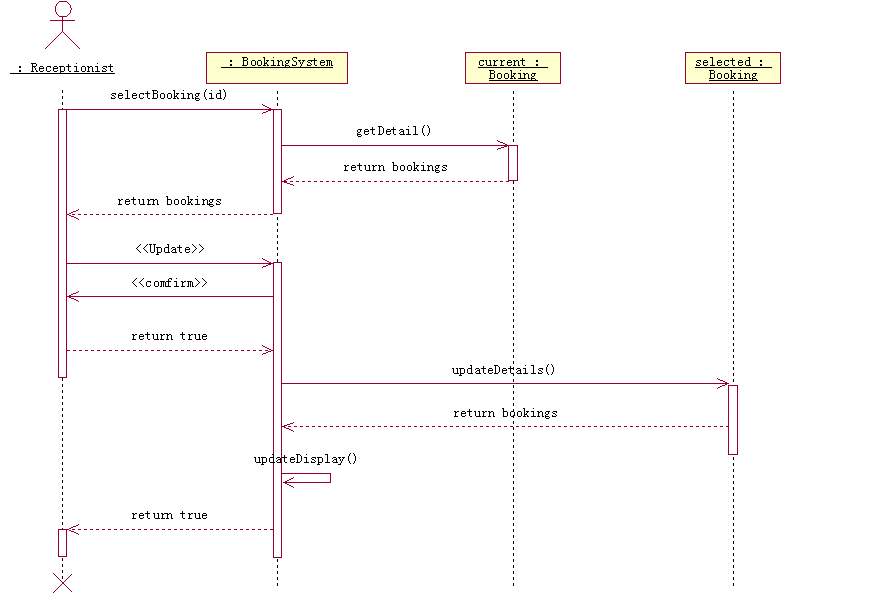 : Receptionist
: BookingSystem
current :
Booking
selected :
Booking
selectBooking(id)
getDetail()
return bookings
return bookings
<<Update>>
<<comfirm>>
return true
updateDetails()
return bookings
updateDisplay()
return true